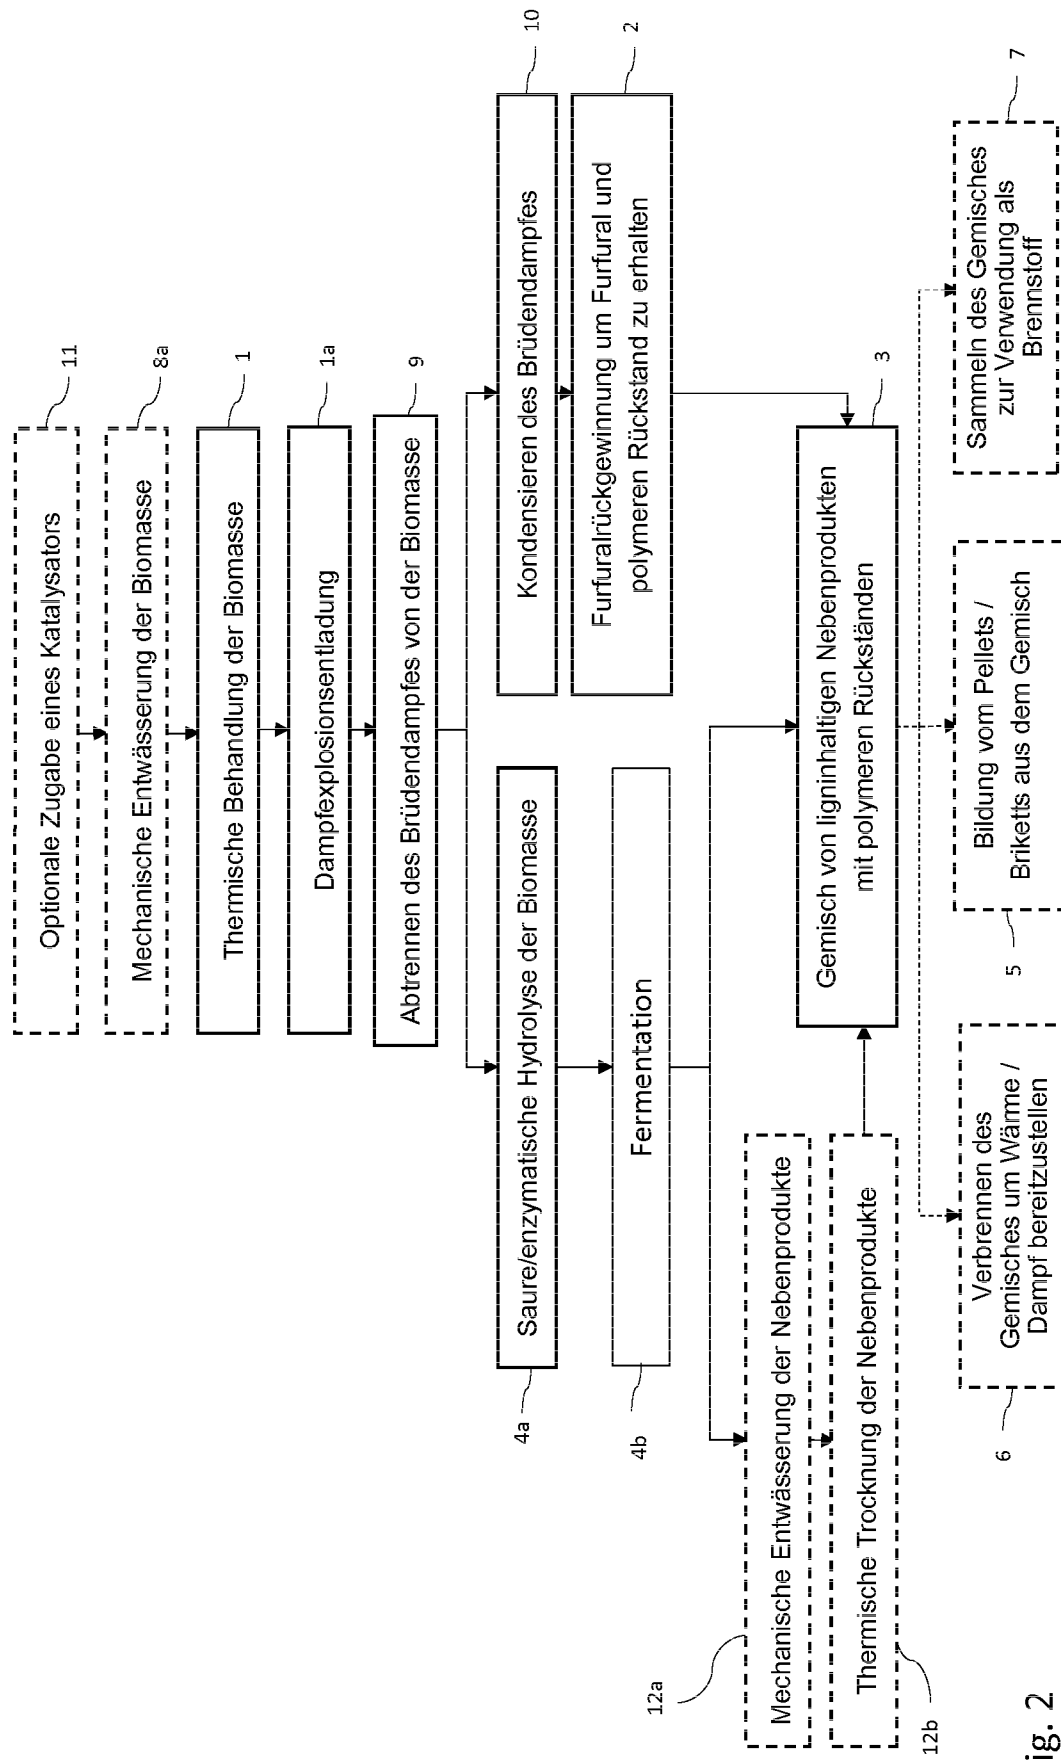 Optionale Zugabe eines Katalysators
11
Mechanische Entwässerung der Biomasse
8a
Thermische Behandlung der Biomasse
1
Dampfexplosionsentladung
1a
Abtrennen des Brüdendampfes von der Biomasse
9
Saure/enzymatische Hydrolyse der Biomasse
4a
Kondensieren des Brüdendampfes
10
Fermentation
4b
Furfuralrückgewinnung um Furfural und
polymeren Rückstand zu erhalten
2
Mechanische Entwässerung der Nebenprodukte
12a
Thermische Trocknung der Nebenprodukte
12b
Gemisch von ligninhaltigen Nebenprodukten
mit polymeren Rückständen
3
Verbrennen des
Gemisches um Wärme /
Dampf bereitzustellen
6
Bildung vom Pellets /
Briketts aus dem Gemisch
5
Sammeln des Gemisches
zur Verwendung als
Brennstoff
7
ig. 2